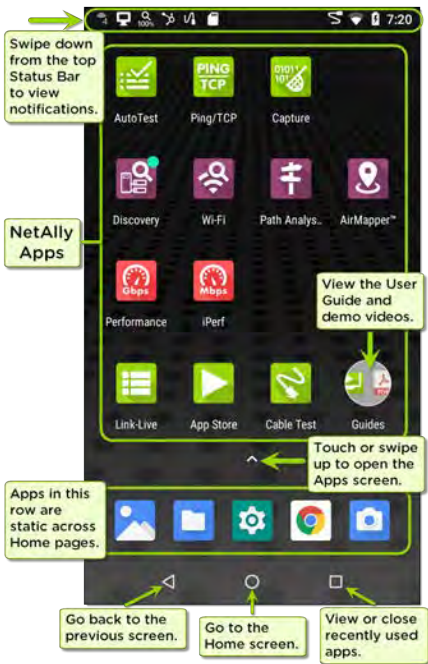 100%
7:20
Swipe down
from the top
Status Bar
to view
notifications.
PING
TCP
AutoTest
Ping/TCP
Capture
Discovery
Wi-Fi
Path Analys..
AirMapper™
NetAlly
Apps
Gbps
Mbps
View the User
Guide and
demo videos.
Performance
iPerf
Link-Live
App Store
Cable Test
Guides
Touch or swipe
up to open the
Apps screen.
Apps in this
row are
static across
Home pages.
Go back to the
previous screen.
Go to the
Home screen.
View or close
recently used
apps.